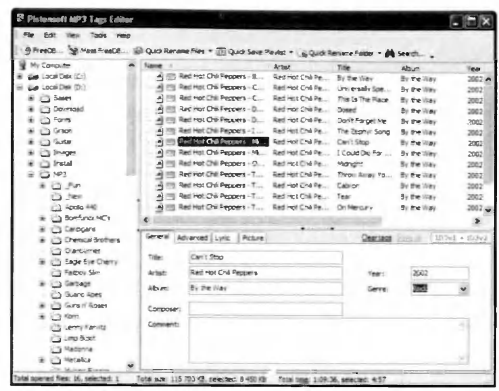 Pistonsoft MP3 Tags Editor
File Edit View Tools Help
FreeDB... Mass FreeDB... Quick Rename Files Quick Save Playlist Quick Rename Folder Search...
My Computer
Local Disk (C:)
Local Disk (D:)
Bases
Download
Forms
Guitar
Images
Install
MP3
_Fun
_New
Apollo 440
Bomfunk MC's
Cardigans
Chemical Brothers
Cranberries
Eagle Eye Cherry
Fatboy Slim
Garbage
Guano Apes
Guns n' Roses
Korn
Lenny Kravitz
Limp Bizkit
Madonna
Metallica
Name Artist Title Album Year
Red Hot Chili Peppers - B... Red Hot Chili Pe... By the Way By the Way 2002
Red Hot Chili Peppers - C... Red Hot Chili Pe... Universally Spe... By the Way 2002
Red Hot Chili Peppers - C... Red Hot Chili Pe... This Is The Place By the Way 2002
Red Hot Chili Peppers - C... Red Hot Chili Pe... Dosed By the Way 2002
Red Hot Chili Peppers - D... Red Hot Chili Pe... Don't Forget Me By the Way 2002
Red Hot Chili Peppers - Red Hot Chili Pe... The Zephyr Song By the Way 2002
Red Hot Chili Peppers - M... Red Hot Chili Pe... Can't Stop By the Way 2002
Red Hot Chili Peppers - M... Red Hot Chili Pe... I Could Die For ... By the Way 2002
Red Hot Chili Peppers - O... Red Hot Chili Pe... Midnight By the Way 2002
Red Hot Chili Peppers - T... Red Hot Chili Pe... Throw Away Yo... By the Way 2002
Red Hot Chili Peppers - T... Red Hot Chili Pe... Cabron By the Way 2002
Red Hot Chili Peppers - T... Red Hot Chili Pe... Tear By the Way 2002
Red Hot Chili Peppers - T... Red Hot Chili Pe... On Mercury By the Way 2002
General Advanced Lyric Picture Clear tags ID3v1 + ID3v2
Title: Can't Stop
Artist: Red Hot Chili Peppers Year: 2002
Album: By the Way Genre: Rock
Composer:
Comment:
Total opened files: 16, selected: 1 Total size: 115 703 KB, selected: 8 450 KB Total time: 1:09:36, selected: 4:57